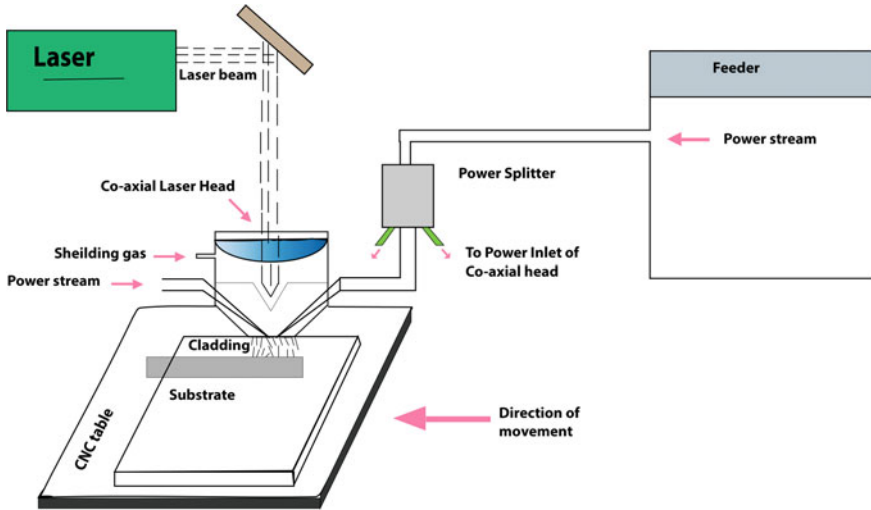 Laser
Laser beam
Feeder
Power stream
Power Splitter
Co-axial Laser Head
Sheilding gas
To Power Inlet of
Co-axial head
Power stream
Cladding
Substrate
CNC table
Direction of
movement